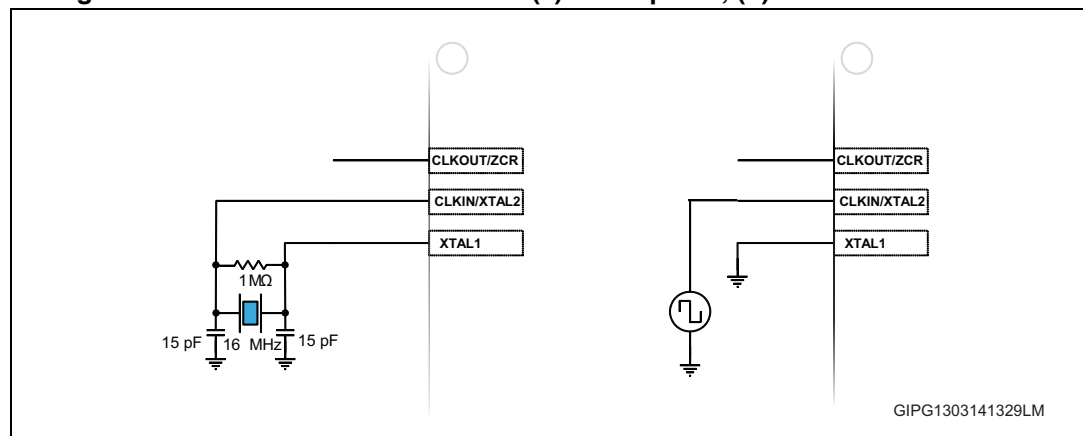 CLKOUT/ZCR
CLKIN/XTAL2
XTAL1
1MΩ
15 pF 16 MHz 15 pF
CLKOUT/ZCR
CLKIN/XTAL2
XTAL1
GIPG1303141329LM